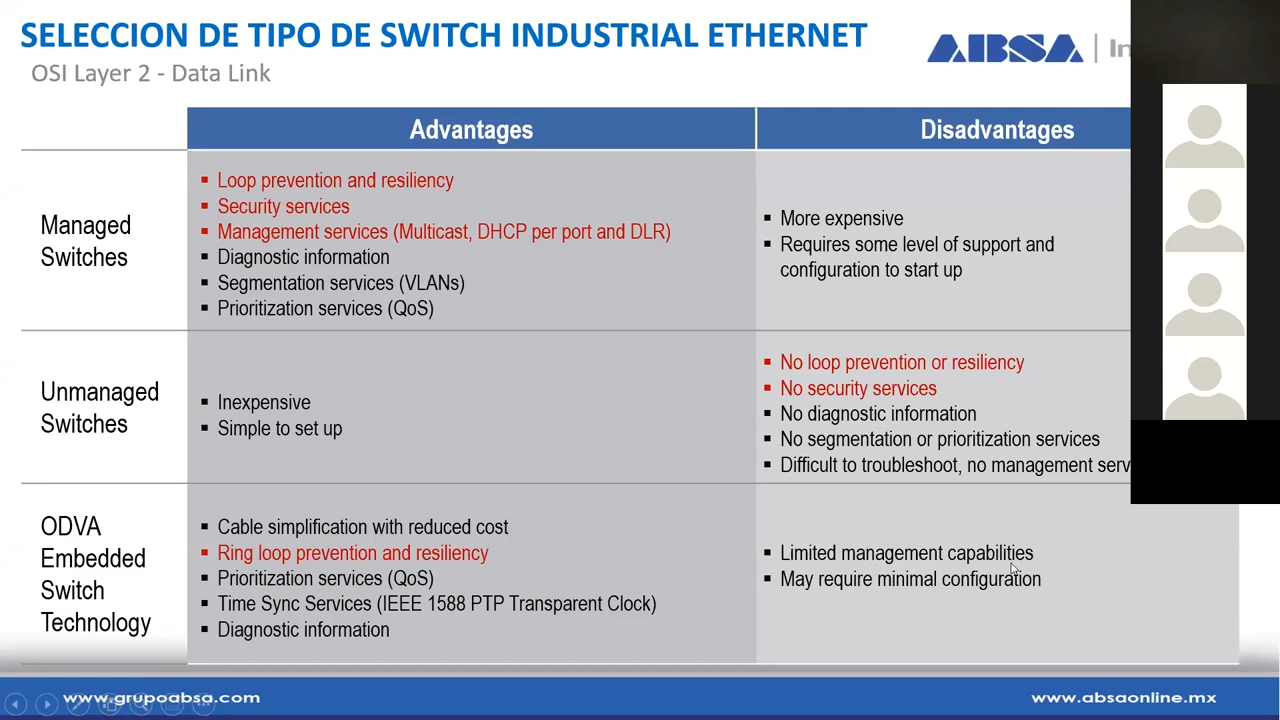 SELECCION DE TIPO DE SWITCH INDUSTRIAL ETHERNET
OSI Layer 2 - Data Link
ABSA
Advantages
Disadvantages
Managed
Switches
Loop prevention and resiliency
Security services
Management services (Multicast, DHCP per port and DLR)
Diagnostic information
Segmentation services (VLANs)
Prioritization services (QoS)
More expensive
Requires some level of support and
configuration to start up
Unmanaged
Switches
Inexpensive
Simple to set up
No loop prevention or resiliency
No security services
No diagnostic information
No segmentation or prioritization services
Difficult to troubleshoot, no management serv
ODVA
Embedded
Switch
Technology
Cable simplification with reduced cost
Ring loop prevention and resiliency
Prioritization services (QoS)
Time Sync Services (IEEE 1588 PTP Transparent Clock)
Diagnostic information
Limited management capabilities
May require minimal configuration
www.grupoabsa.com
www.absaonline.mx